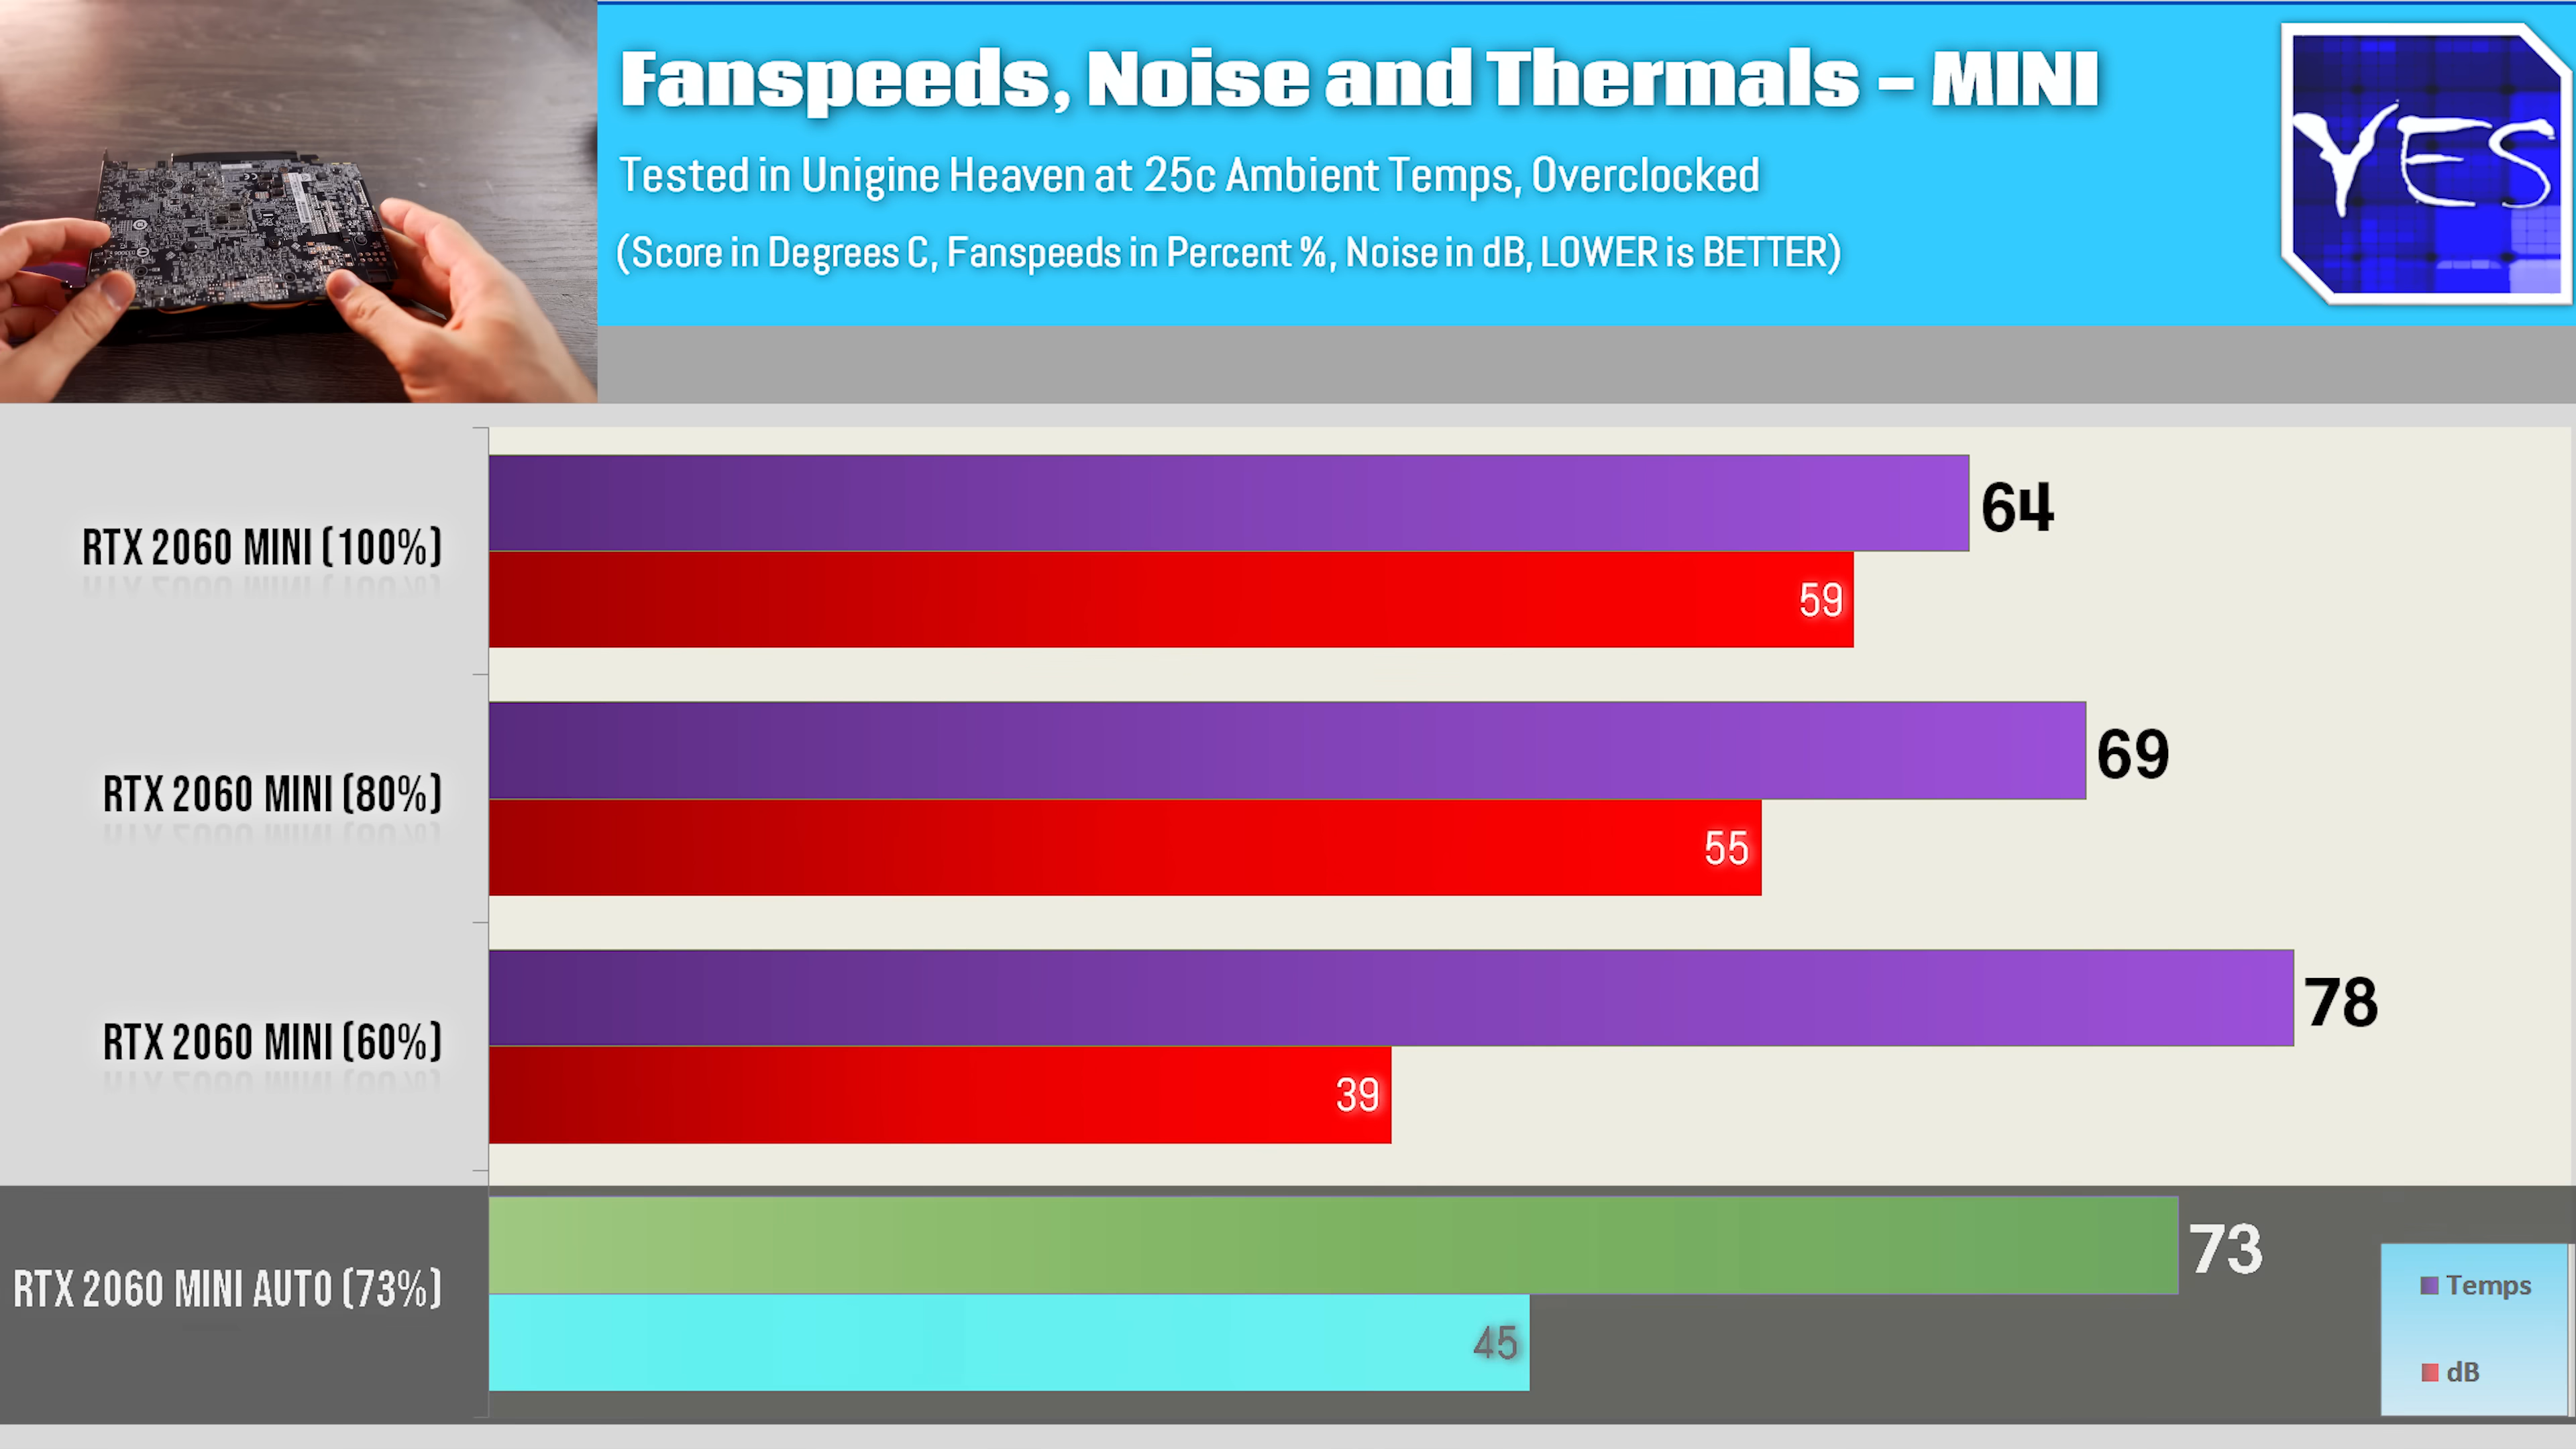 Fanspeeds, Noise and Thermals - MINI
Tested in Unigine Heaven at 25c Ambient Temps, Overclocked
(Score in Degrees C, Fanspeeds in Percent %, Noise in dB, LOWER is BETTER)
YES
RTX 2060 MINI (100%)
64
59
RTX 2060 MINI (80%)
69
55
RTX 2060 MINI (60%)
78
39
RTX 2060 MINI AUTO (73%)
73
45
Temps
dB